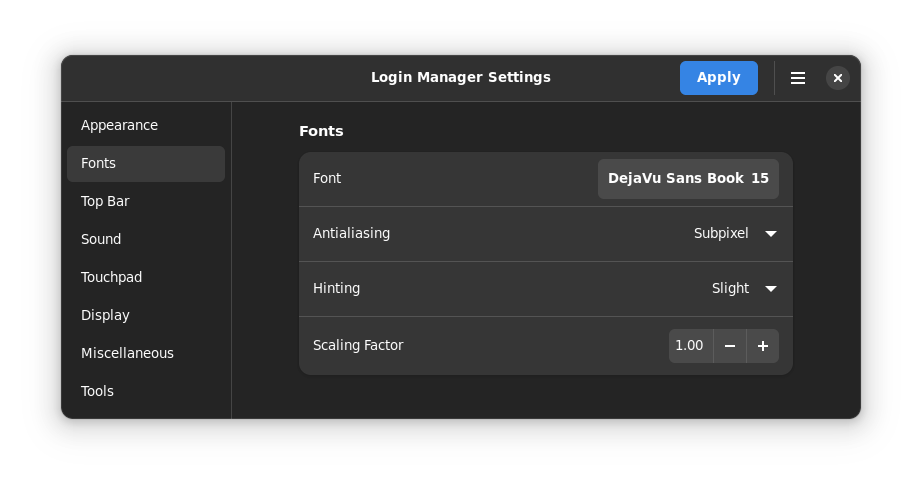 Login Manager Settings
Apply
Appearance
Fonts
Top Bar
Sound
Touchpad
Display
Miscellaneous
Tools
Fonts
Font DejaVu Sans Book 15
Antialiasing Subpixel
Hinting Slight
Scaling Factor 1.00 − +